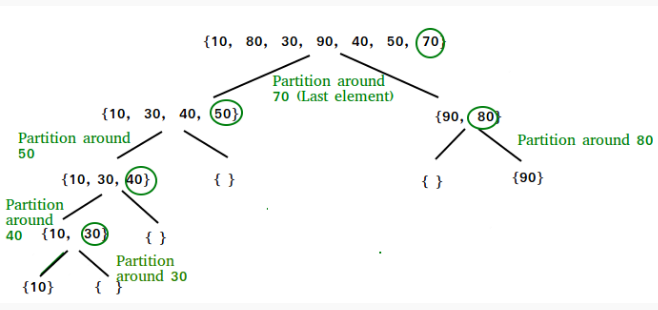 {10, 80, 30, 90, 40, 50, 70}
Partition around
70 (Last element)
{10, 30, 40, 50}
{90, 80}
Partition around
50
Partition around 80
{10, 30, 40}
{ }
{ }
{90}
Partition
around
40
{10, 30}
{ }
Partition
around 30
{10}
{ }